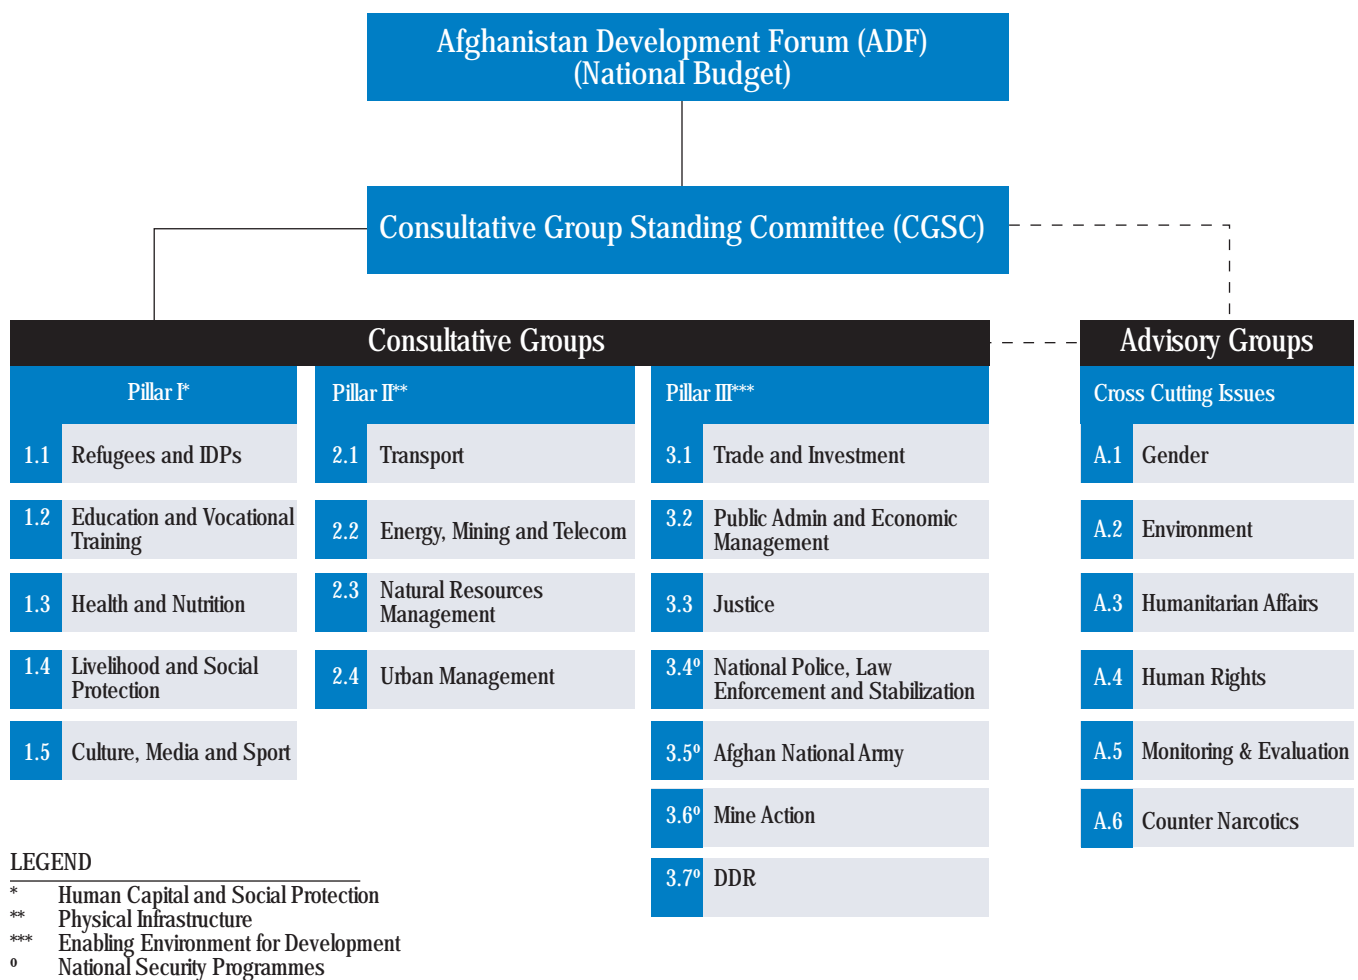 Afghanistan Development Forum (ADF)
(National Budget)
Consultative Group Standing Committee (CGSC)
Consultative Groups
Pillar I*
1.1 Refugees and IDPs
1.2 Education and Vocational
Training
1.3 Health and Nutrition
1.4 Livelihood and Social
Protection
1.5 Culture, Media and Sport
Pillar II**
2.1 Transport
2.2 Energy, Mining and Telecom
2.3 Natural Resources
Management
2.4 Urban Management
Pillar III***
3.1 Trade and Investment
3.2 Public Admin and Economic
Management
3.3 Justice
3.4⁰ National Police, Law
Enforcement and Stabilization
3.5⁰ Afghan National Army
3.6⁰ Mine Action
3.7⁰ DDR
Advisory Groups
Cross Cutting Issues
A.1 Gender
A.2 Environment
A.3 Humanitarian Affairs
A.4 Human Rights
A.5 Monitoring & Evaluation
A.6 Counter Narcotics
LEGEND
* Human Capital and Social Protection
** Physical Infrastructure
*** Enabling Environment for Development
⁰ National Security Programmes